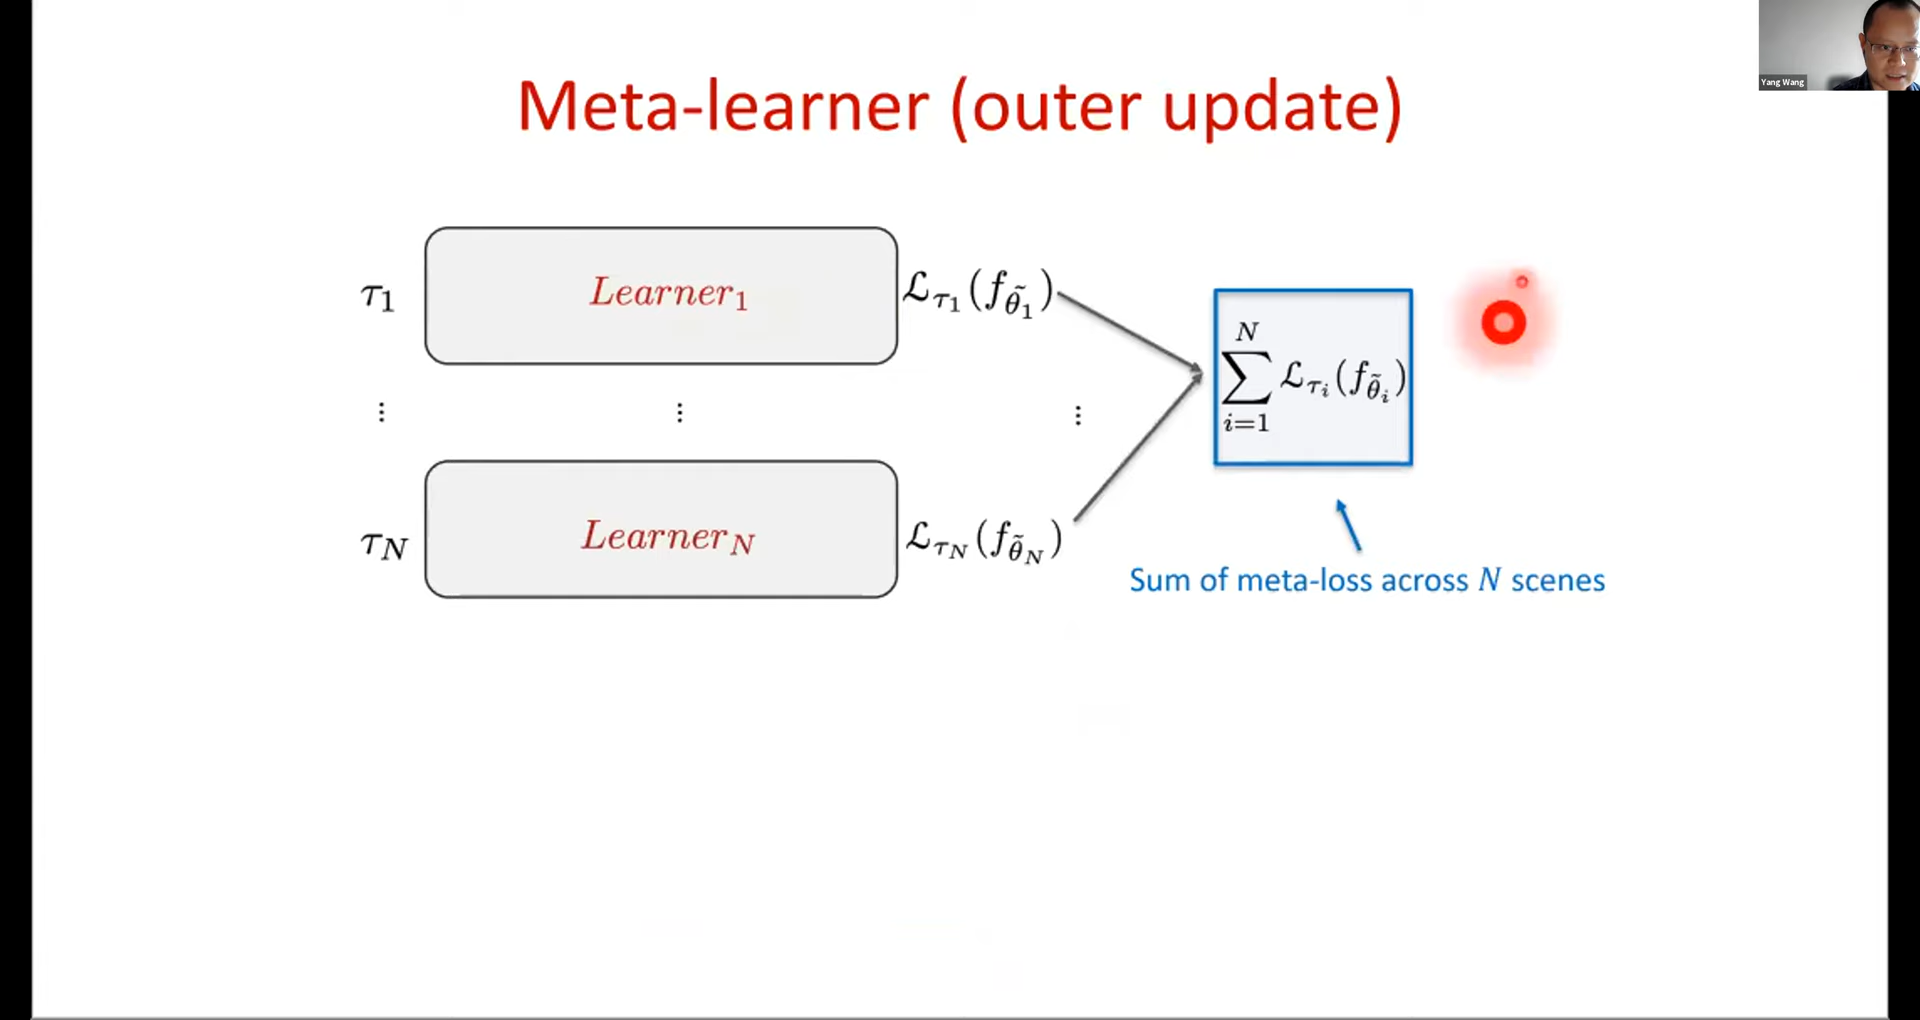 Yang Wang
Meta-learner (outer update)
τ₁ Learner₁ ℒ_τ₁(f_θ̃₁)
⋮ ⋮ ⋮
∑_{i=1}^{N} ℒ_τᵢ(f_θ̃ᵢ)
τ_N Learner_N ℒ_τ_N(f_θ̃_N)
Sum of meta-loss across N scenes